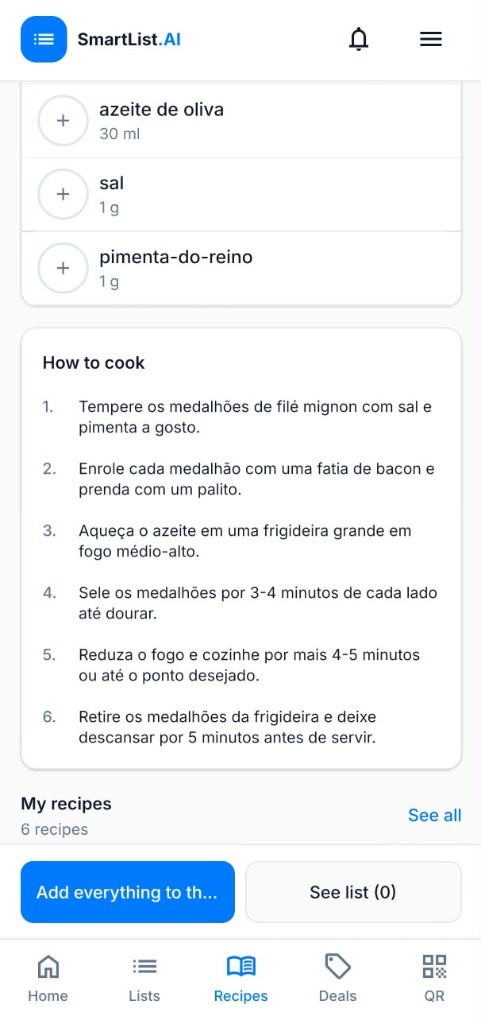 SmartList.AI
azeite de oliva
30 ml
sal
1 g
pimenta-do-reino
1 g
How to cook
1. Tempere os medalhões de filé mignon com sal e
pimenta a gosto.
2. Enrole cada medalhão com uma fatia de bacon e
prenda com um palito.
3. Aqueça o azeite em uma frigideira grande em
fogo médio-alto.
4. Sele os medalhões por 3-4 minutos de cada lado
até dourar.
5. Reduza o fogo e cozinhe por mais 4-5 minutos
ou até o ponto desejado.
6. Retire os medalhões da frigideira e deixe
descansar por 5 minutos antes de servir.
My recipes
See all
6 recipes
Add everything to th...
See list (0)
Home
Lists
Recipes
Deals
QR